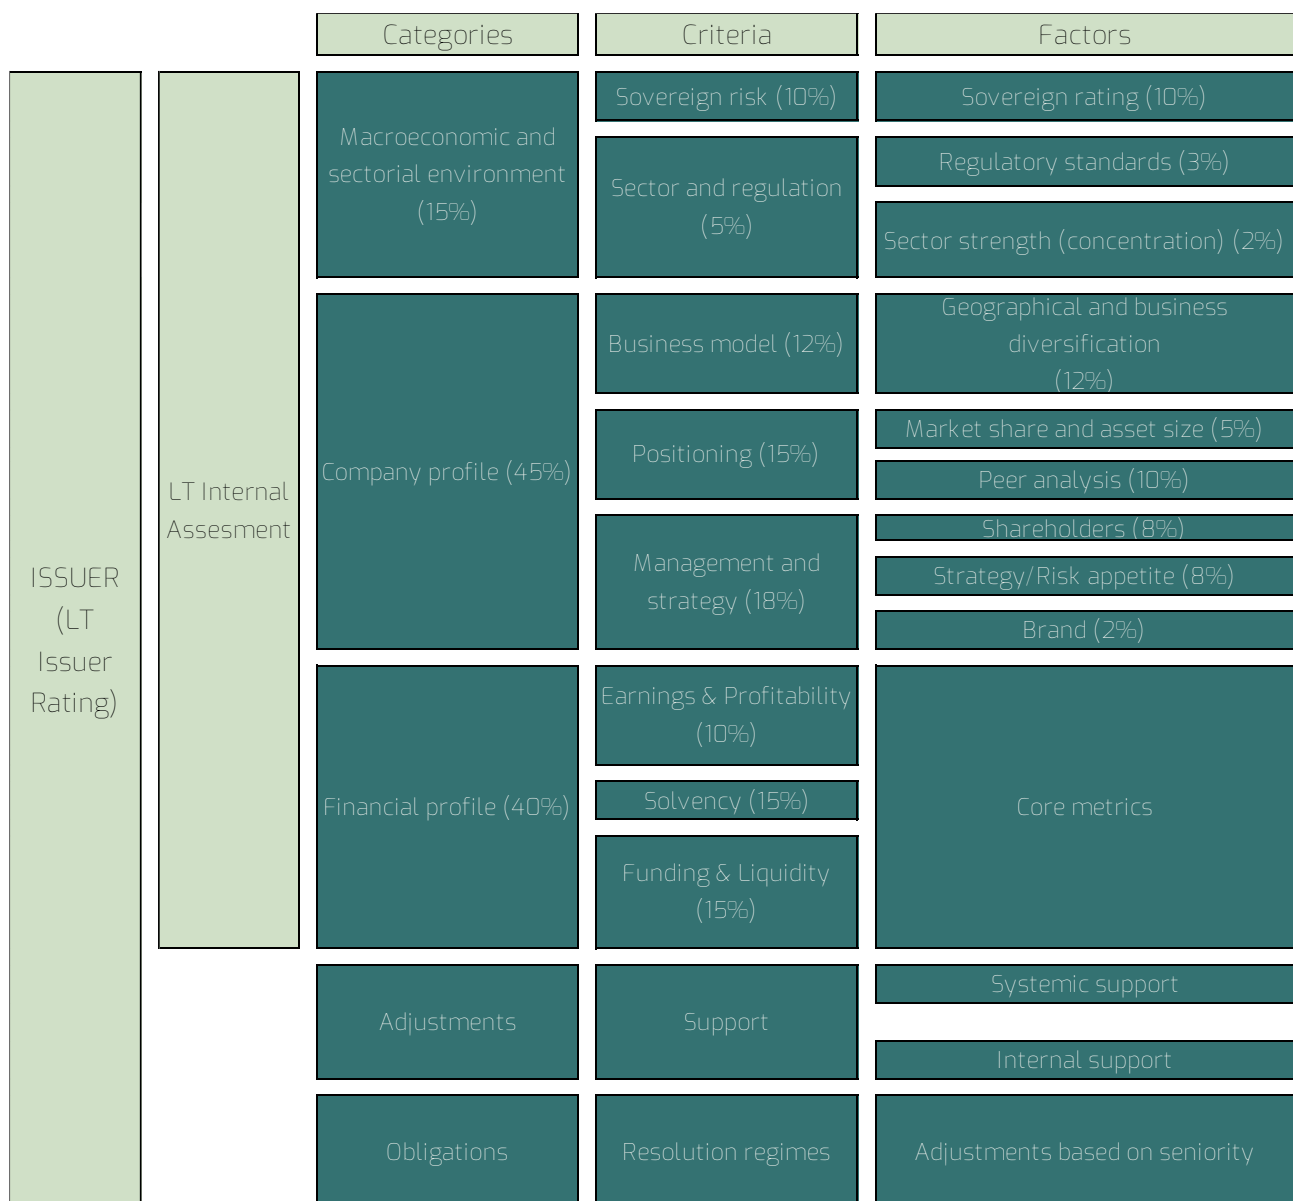 Categories
Criteria
Factors
ISSUER
(LT
Issuer
Rating)
LT Internal
Assesment
Macroeconomic and
sectorial environment
(15%)
Sovereign risk (10%)
Sovereign rating (10%)
Sector and regulation
(5%)
Regulatory standards (3%)
Sector strength (concentration) (2%)
Company profile (45%)
Business model (12%)
Geographical and business
diversification
(12%)
Positioning (15%)
Market share and asset size (5%)
Peer analysis (10%)
Management and
strategy (18%)
Shareholders (8%)
Strategy/Risk appetite (8%)
Brand (2%)
Financial profile (40%)
Earnings & Profitability
(10%)
Solvency (15%)
Funding & Liquidity
(15%)
Core metrics
Adjustments
Support
Systemic support
Internal support
Obligations
Resolution regimes
Adjustments based on seniority